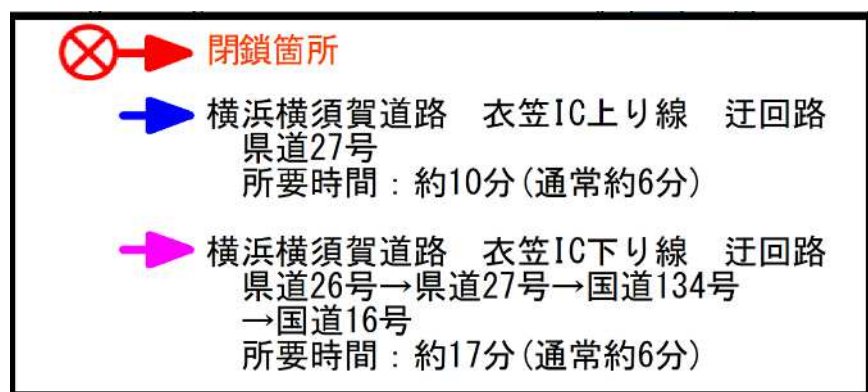 閉鎖箇所
横浜横須賀道路 衣笠IC上り線 迂回路
県道27号
所要時間：約10分(通常約6分)
横浜横須賀道路 衣笠IC下り線 迂回路
県道26号→県道27号→国道134号
→国道16号
所要時間：約17分(通常約6分)